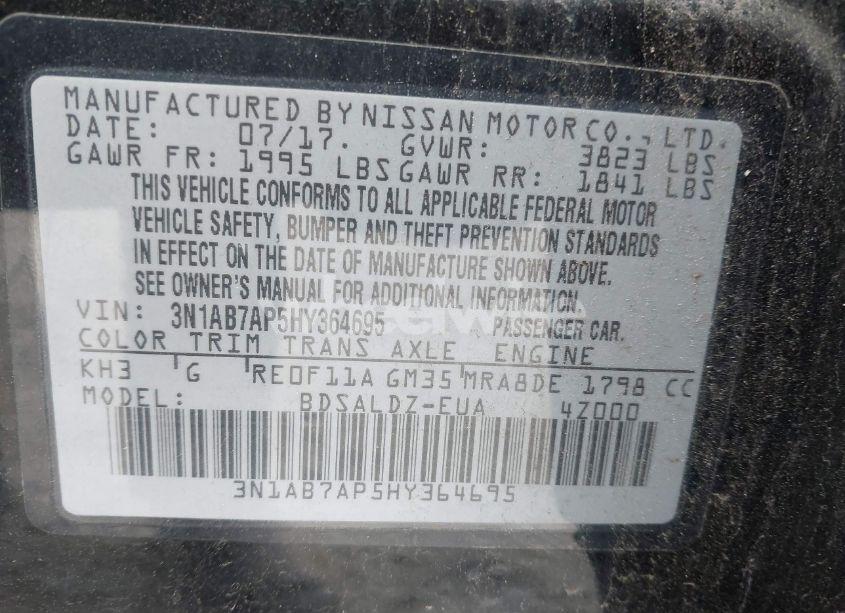 MANUFACTURED BY NISSAN MOTOR CO., LTD.
DATE: 07/17. GVWR: 3823 LBS
GAWR FR: 1995 LBS GAWR RR: 1841 LBS
THIS VEHICLE CONFORMS TO ALL APPLICABLE FEDERAL MOTOR
VEHICLE SAFETY, BUMPER AND THEFT PREVENTION STANDARDS
IN EFFECT ON THE DATE OF MANUFACTURE SHOWN ABOVE.
SEE OWNER'S MANUAL FOR ADDITIONAL INFORMATION
VIN: 3N1AB7AP5HY364695 PASSENGER CAR.
COLOR TRIM TRANS AXLE ENGINE
KH3 G RE0F11A GM35 MRA8DE 1798 CC
MODEL: BDSALDZ-EUA 4Z000
3N1AB7AP5HY364695